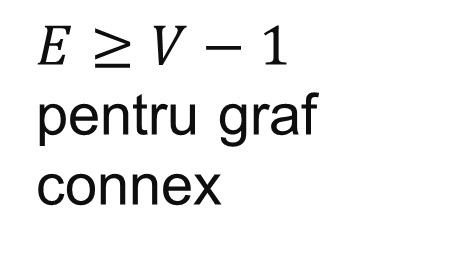 E ≥ V − 1
pentru graf
connex